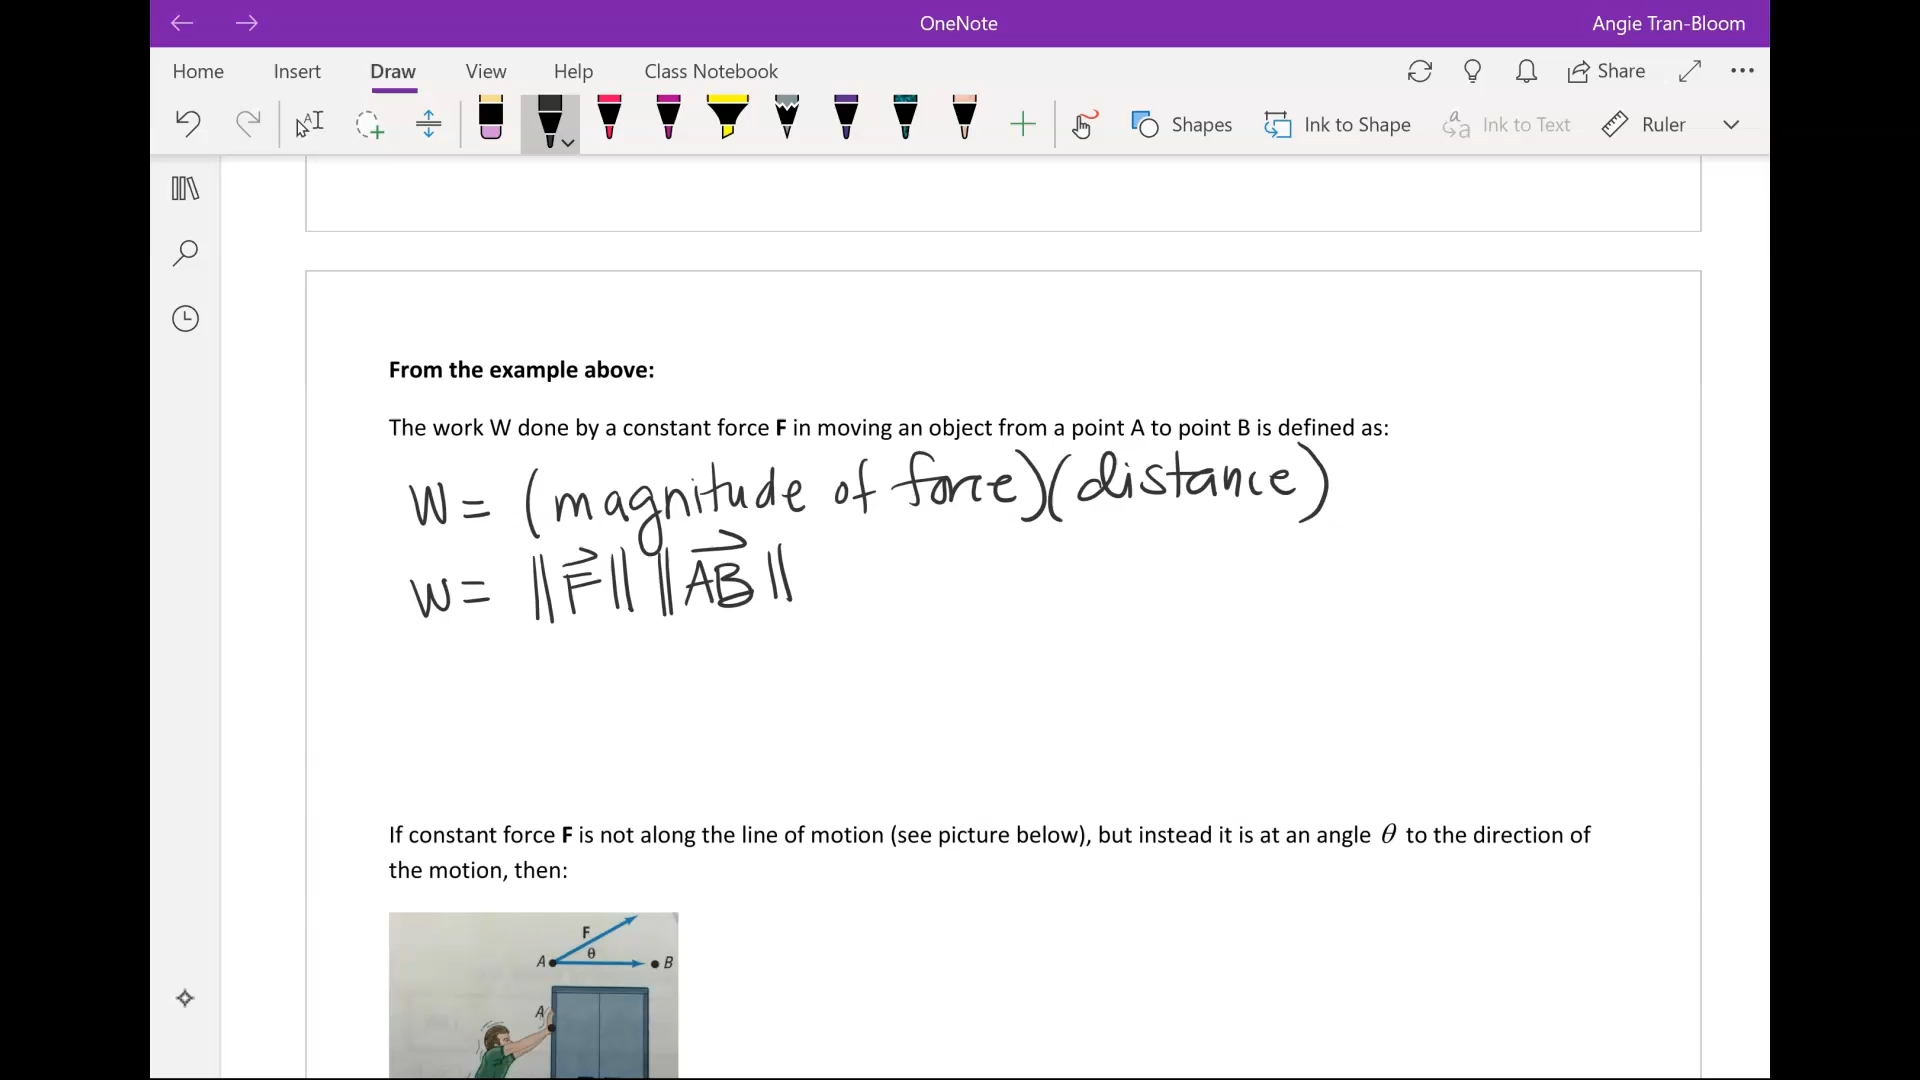 OneNote
Angie Tran-Bloom
Home Insert Draw View Help Class Notebook Share
Shapes Ink to Shape Ink to Text Ruler
From the example above:
The work W done by a constant force F in moving an object from a point A to point B is defined as:
W = (magnitude of force)(distance)
W = ‖F⃗‖ ‖AB⃗‖
If constant force F is not along the line of motion (see picture below), but instead it is at an angle θ to the direction of
the motion, then:
F
θ
A B
A